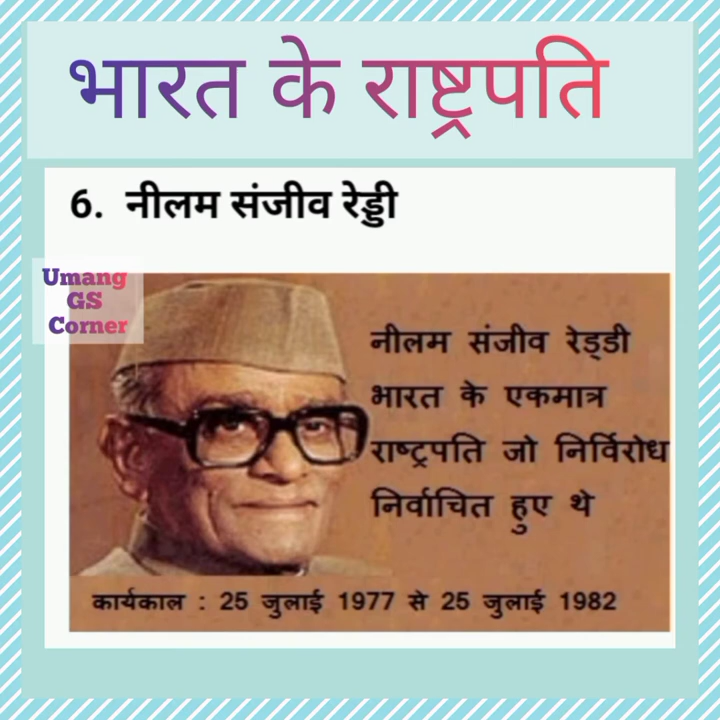 भारत के राष्ट्रपति
6. नीलम संजीव रेड्डी
Umang
GS
Corner
नीलम संजीव रेड्डी
भारत के एकमात्र
राष्ट्रपति जो निर्विरोध
निर्वाचित हुए थे
कार्यकाल : 25 जुलाई 1977 से 25 जुलाई 1982